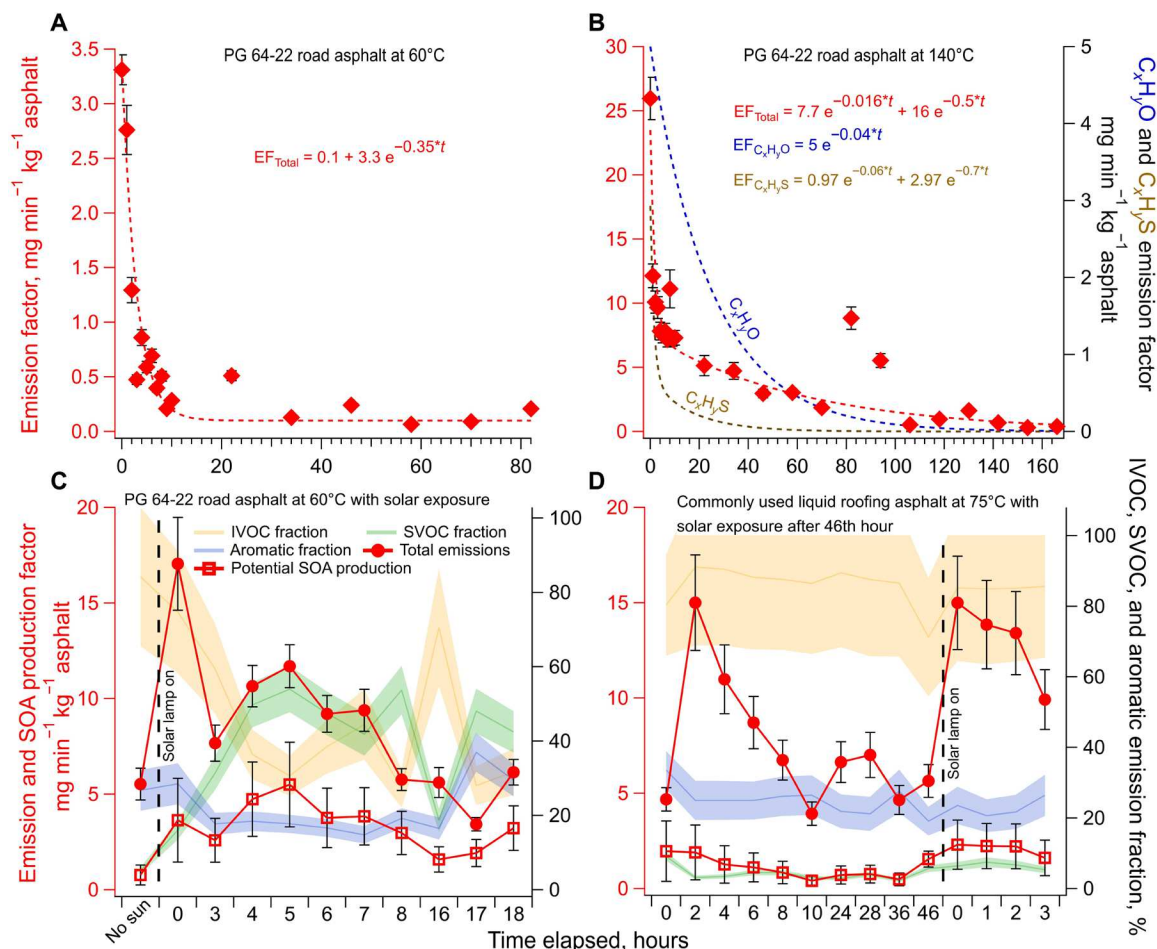 A
PG 64-22 road asphalt at 60°C
EF_Total = 0.1 + 3.3 e^−0.35*t
Emission factor, mg min⁻¹ kg⁻¹ asphalt
3.5
3.0
2.5
2.0
1.5
1.0
0.5
0.0
0 20 40 60 80
B
PG 64-22 road asphalt at 140°C
EF_Total = 7.7 e^−0.016*t + 16 e^−0.5*t
EF_CxHyO = 5 e^−0.04*t
EF_CxHyS = 0.97 e^−0.06*t + 2.97 e^−0.7*t
CxHyO
CxHyS
30
25
20
15
10
5
0
0 20 40 60 80 100 120 140 160
5
4
3
2
1
0
CxHyO and CxHyS emission factor
mg min⁻¹ kg⁻¹ asphalt
C
PG 64-22 road asphalt at 60°C with solar exposure
IVOC fraction
SVOC fraction
Aromatic fraction
Total emissions
Potential SOA production
Solar lamp on
Emission and SOA production factor
mg min⁻¹ kg⁻¹ asphalt
20
15
10
5
0
100
80
60
40
20
0
No sun 0 3 4 5 6 7 8 16 17 18
D
Commonly used liquid roofing asphalt at 75°C with
solar exposure after 46th hour
Solar lamp on
20
15
10
5
0
100
80
60
40
20
0
0 2 4 6 8 10 24 28 36 46 0 1 2 3
IVOC, SVOC, and aromatic emission fraction, %
Time elapsed, hours